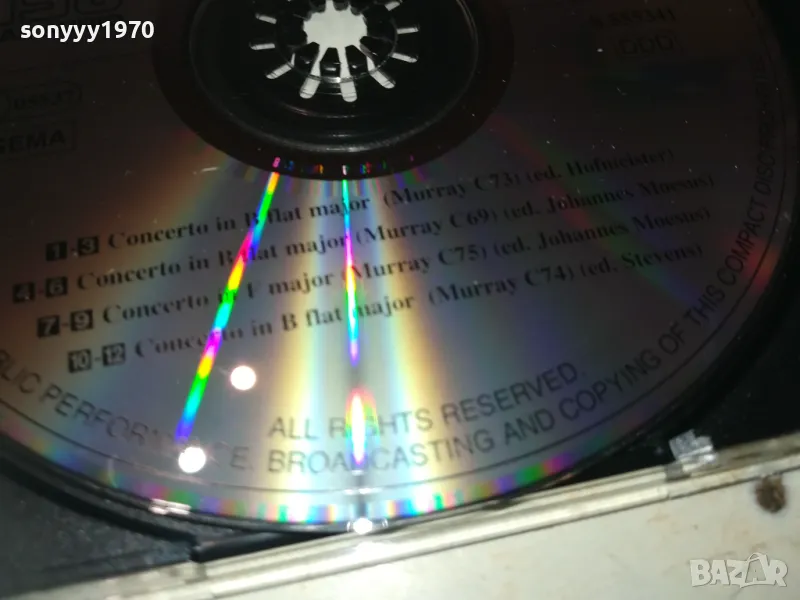 sonyyy1970
GEMA
1-3 Concerto in B flat major (Murray C73) (ed. Hofmeister)
4-6 Concerto in B flat major (Murray C69) (ed. Johannes Moesus)
7-9 Concerto in F major (Murray C75) (ed. Johannes Moesus)
10-12 Concerto in B flat major (Murray C74) (ed. Stevens)
ALL RIGHTS RESERVED.
PERFORMANCE. BROADCASTING AND COPYING OF THIS COMPACT DISC
BAZAR